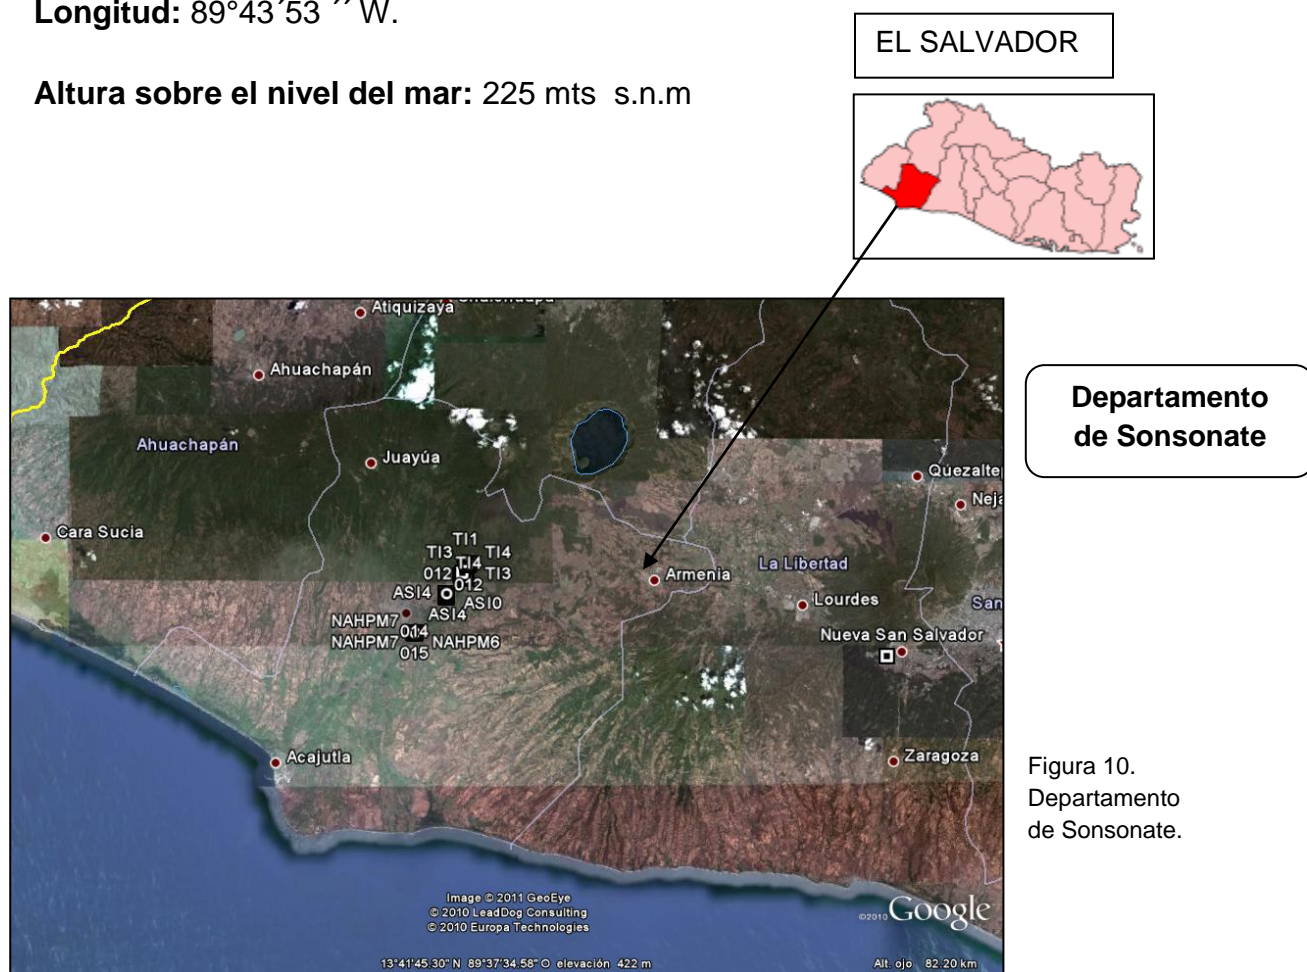 Longitud: 89°43´53 ´´ W.
EL SALVADOR
Altura sobre el nivel del mar: 225 mts s.n.m
Atiquizaya
Ahuachapán
Ahuachapán
Juayúa
Quezalte
Neja
Cara Sucia
TI1
TI3 TI4
TI4
012 TI3
012
ASI4
ASI0
ASI4
NAHPM7
014
NAHPM7 NAHPM6
015
Armenia
La Libertad
Lourdes
San
Nueva San Salvador
Acajutla
Zaragoza
Departamento
de Sonsonate
Figura 10.
Departamento
de Sonsonate.
Image © 2011 GeoEye
© 2010 LeadDog Consulting
© 2010 Europa Technologies
©2010 Google
13°41'45.30" N 89°37'34.58" O elevación 422 m
Alt. ojo 82.20 km